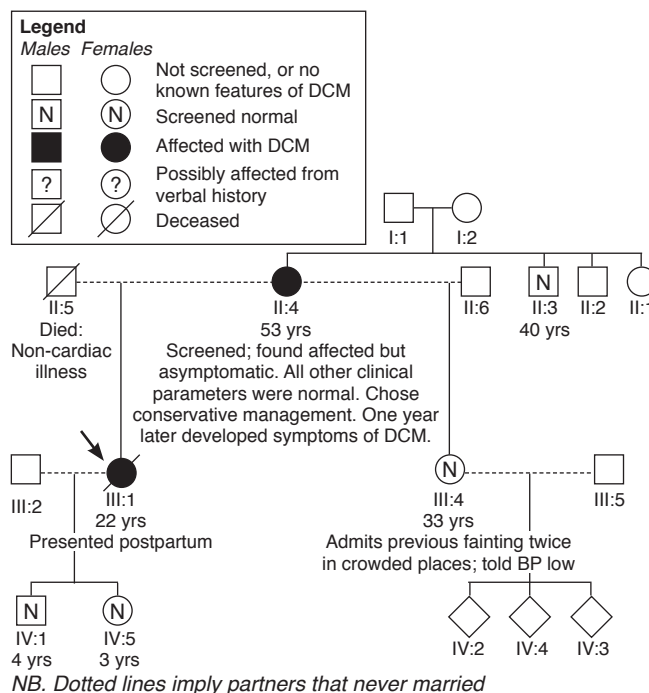 Legend
Males Females
Not screened, or no
known features of DCM
N N Screened normal
Affected with DCM
? ? Possibly affected from
verbal history
Deceased
I:1 I:2
N
II:5 II:4 II:6 II:3 II:2 II:1
Died:
Non-cardiac
illness
53 yrs 40 yrs
Screened; found affected but
asymptomatic. All other clinical
parameters were normal. Chose
conservative management. One year
later developed symptoms of DCM.
N
III:2 III:1 III:4 III:5
22 yrs 33 yrs
Presented postpartum
Admits previous fainting twice
in crowded places; told BP low
N N
IV:1 IV:5 IV:2 IV:4 IV:3
4 yrs 3 yrs
NB. Dotted lines imply partners that never married